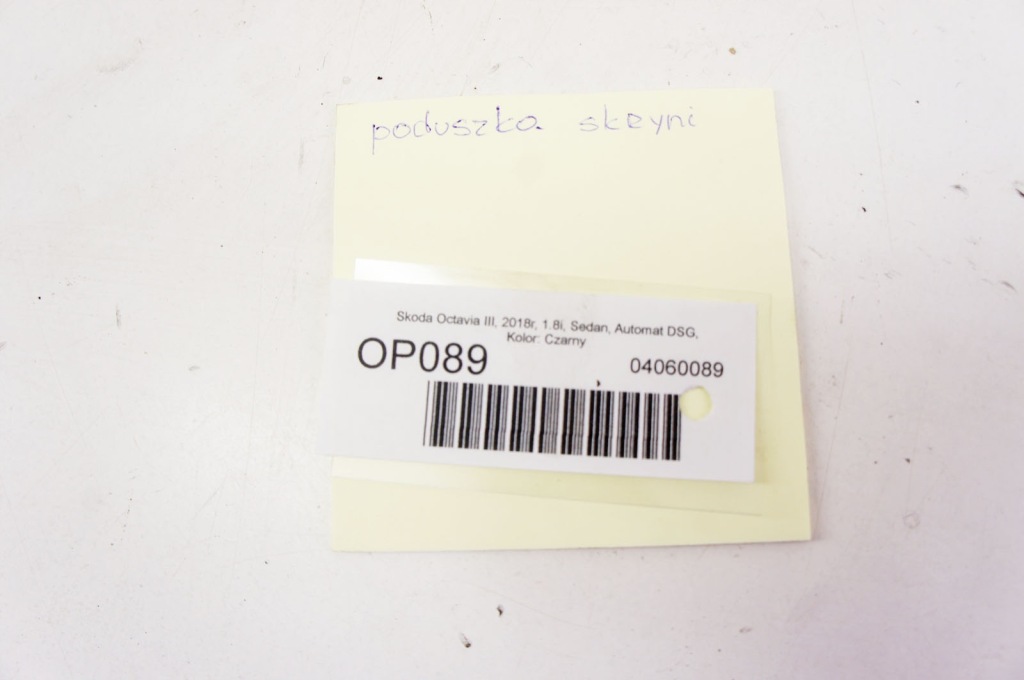 poduszka skrzyni
Skoda Octavia III, 2018r, 1.8i, Sedan, Automat DSG,
Kolor: Czarny
OP089
04060089